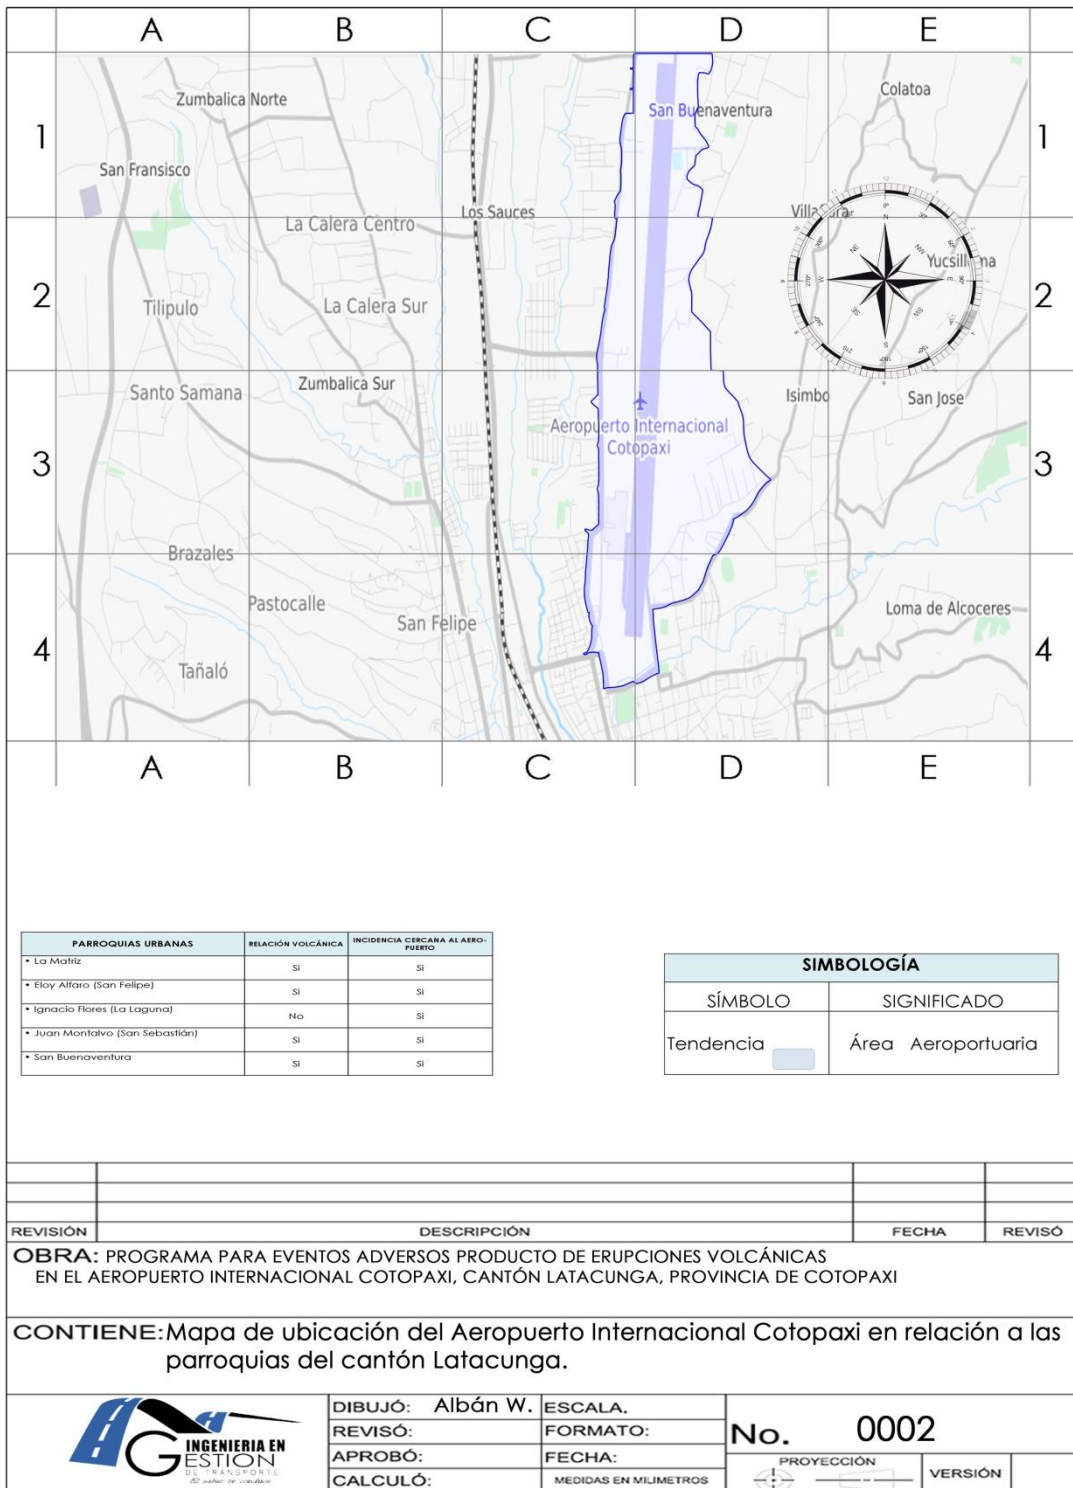 A B C D E
1 1
Zumbalica Norte
San Buenaventura
Colatoa
San Fransisco
La Calera Centro
Los Sauces
2 2
Tilipulo
La Calera Sur
N
E
S
W
Santo Samana
Zumbalica Sur
Isimbo
San Jose
Aeropuerto Internacional
Cotopaxi
3 3
Brazales
Pastocalle
San Felipe
Loma de Alcoceres
4 4
Tañaló
A B C D E
PARROQUIAS URBANAS RELACIÓN VOLCÁNICA INCIDENCIA CERCANA AL AERO-
PUERTO
• La Matriz Si Si
• Eloy Alfaro (San Felipe) Si Si
• Ignacio Flores (La Laguna) No Si
• Juan Montalvo (San Sebastián) Si Si
• San Buenaventura Si Si
SIMBOLOGÍA
SÍMBOLO SIGNIFICADO
Tendencia Área Aeroportuaria
REVISIÓN DESCRIPCIÓN FECHA REVISÓ
OBRA: PROGRAMA PARA EVENTOS ADVERSOS PRODUCTO DE ERUPCIONES VOLCÁNICAS
EN EL AEROPUERTO INTERNACIONAL COTOPAXI, CANTÓN LATACUNGA, PROVINCIA DE COTOPAXI
CONTIENE: Mapa de ubicación del Aeropuerto Internacional Cotopaxi en relación a las
parroquias del cantón Latacunga.
INGENIERIA EN
GESTION
DE TRANSPORTE
DIBUJÓ: Albán W. ESCALA.
REVISÓ: FORMATO:
APROBÓ: FECHA:
CALCULÓ: MEDIDAS EN MILIMETROS
No. 0002
PROYECCIÓN VERSIÓN